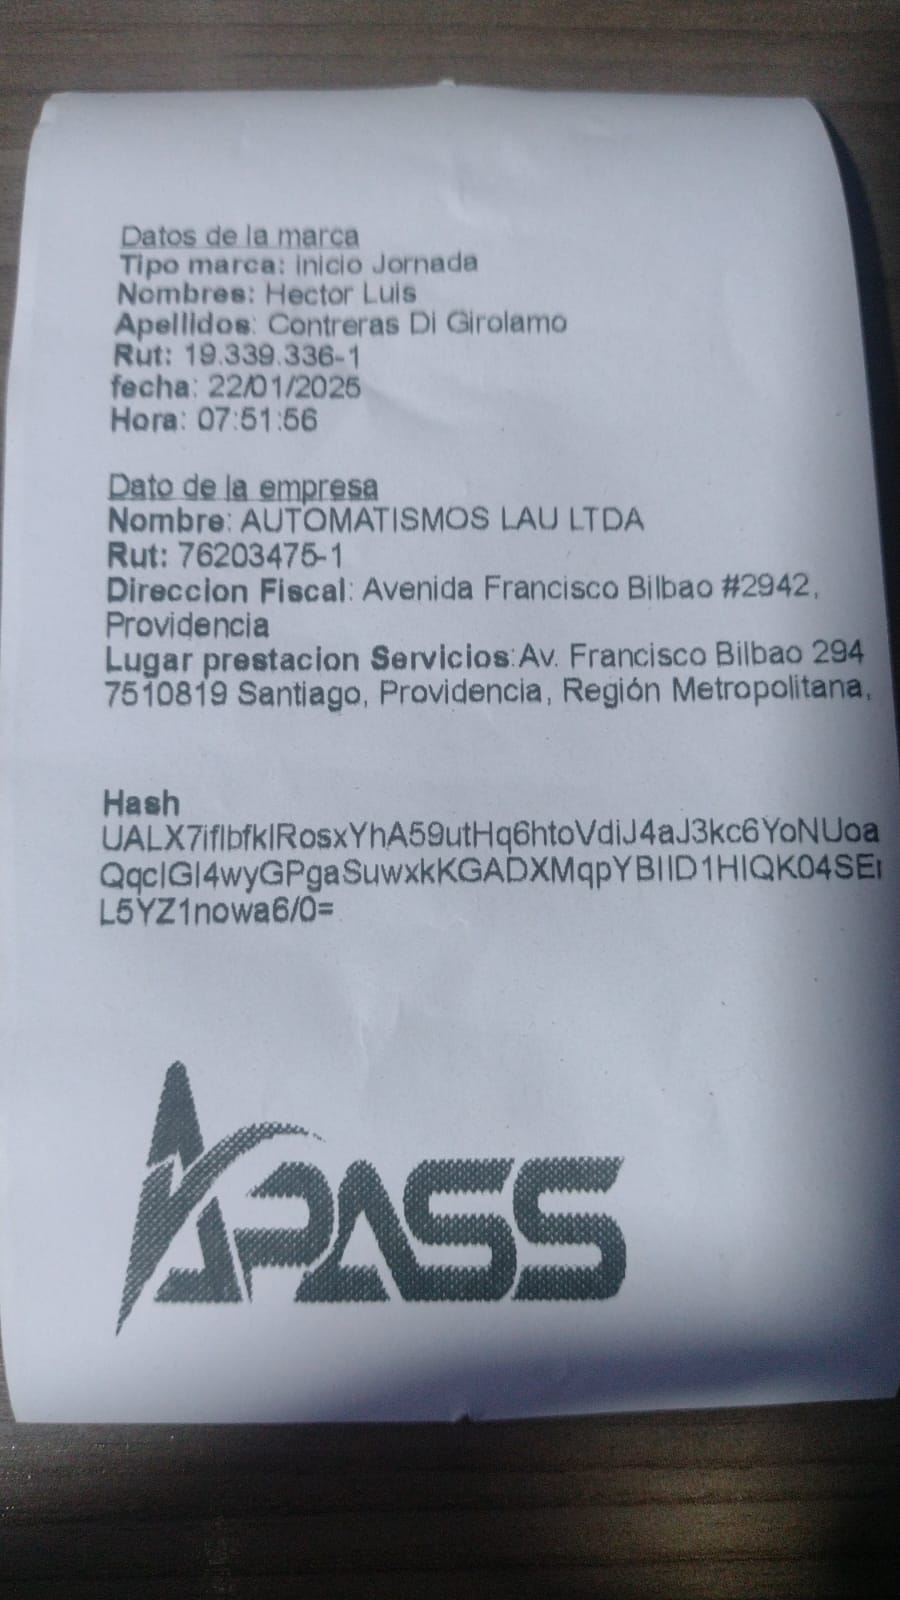 Datos de la marca
Tipo marca: Inicio Jornada
Nombres: Hector Luis
Apellidos: Contreras Di Girolamo
Rut: 19.339.336-1
fecha: 22/01/2025
Hora: 07:51:56
Dato de la empresa
Nombre: AUTOMATISMOS LAU LTDA
Rut: 76203475-1
Direccion Fiscal: Avenida Francisco Bilbao #2942,
Providencia
Lugar prestacion Servicios:Av. Francisco Bilbao 294
7510819 Santiago, Providencia, Región Metropolitana,
Hash
L5YZ1nowa6/0=
APASS